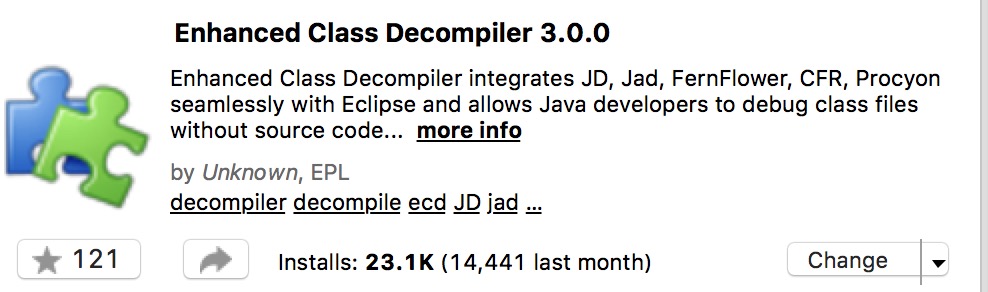 Enhanced Class Decompiler 3.0.0
Enhanced Class Decompiler integrates JD, Jad, FernFlower, CFR, Procyon
seamlessly with Eclipse and allows Java developers to debug class files
without source code... more info
by Unknown, EPL
decompiler decompile ecd JD jad ...
121 Installs: 23.1K (14,441 last month) Change